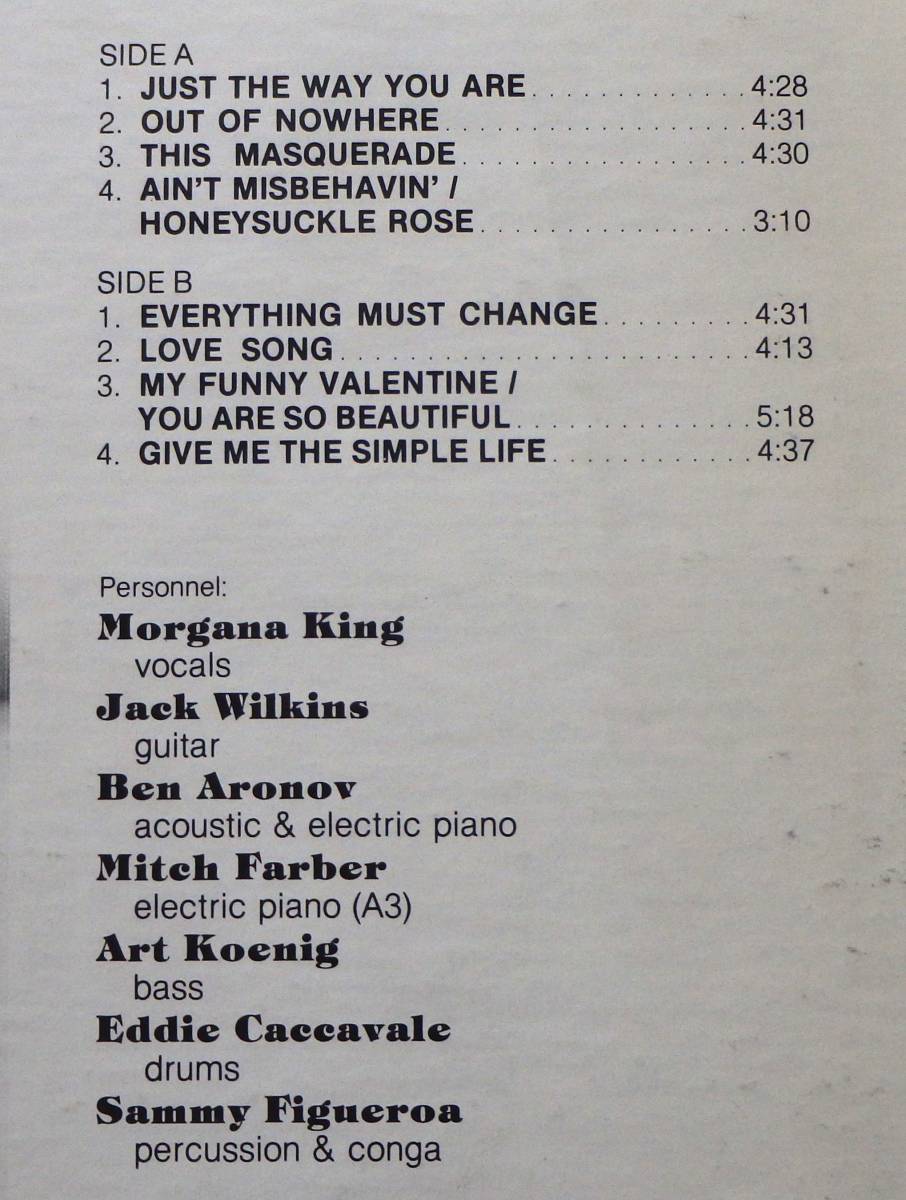 SIDE A
1. JUST THE WAY YOU ARE.............4:28
2. OUT OF NOWHERE..................4:31
3. THIS MASQUERADE.................4:30
4. AIN'T MISBEHAVIN' /
HONEYSUCKLE ROSE................3:10
SIDE B
1. EVERYTHING MUST CHANGE.........4:31
2. LOVE SONG........................4:13
3. MY FUNNY VALENTINE /
YOU ARE SO BEAUTIFUL..............5:18
4. GIVE ME THE SIMPLE LIFE............4:37
Personnel:
Morgana King
vocals
Jack Wilkins
guitar
Ben Aronov
acoustic & electric piano
Mitch Farber
electric piano (A3)
Art Koenig
bass
Eddie Caccavale
drums
Sammy Figueroa
percussion & conga